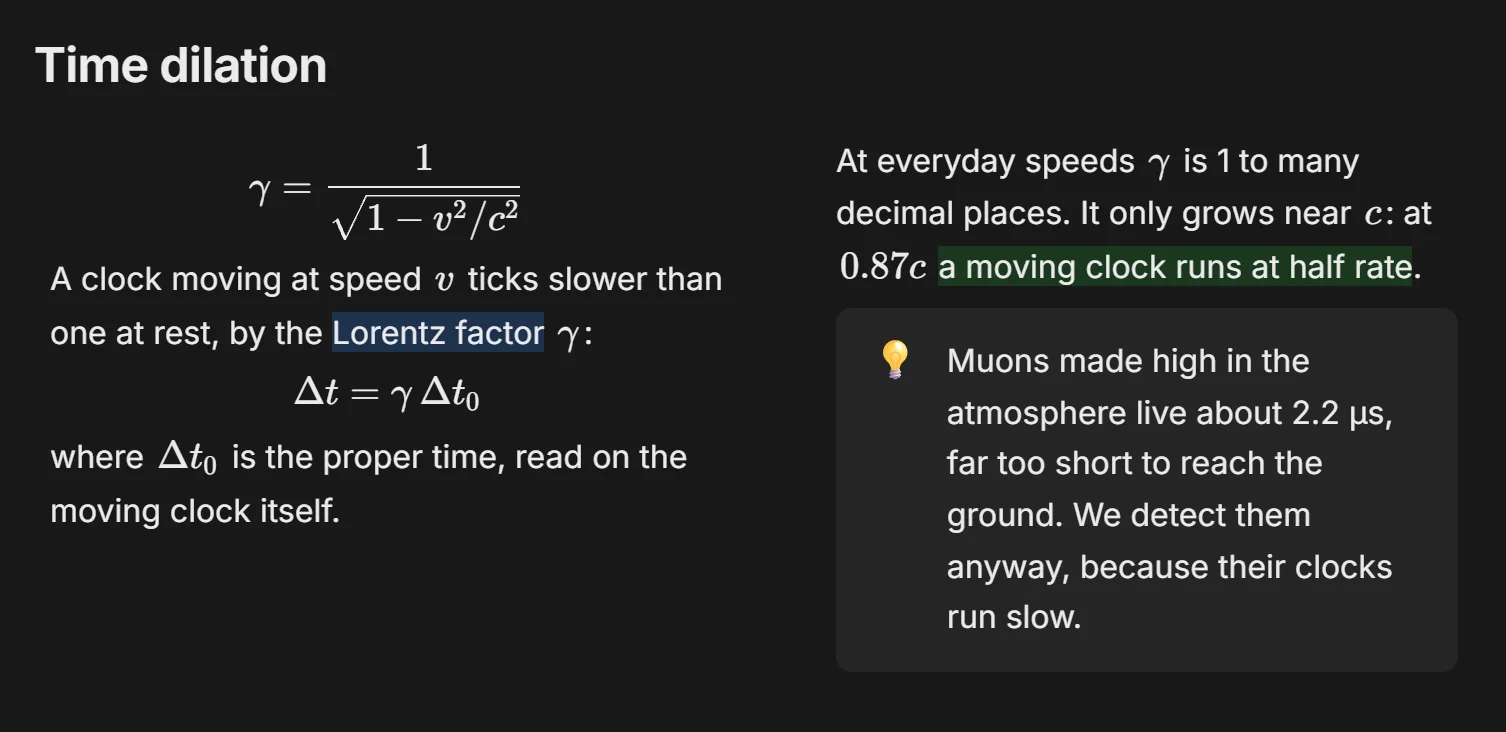 Time dilation
γ = 1 / √(1 − v²/c²)
A clock moving at speed v ticks slower than
one at rest, by the Lorentz factor γ:
Δt = γ Δt₀
where Δt₀ is the proper time, read on the
moving clock itself.
At everyday speeds γ is 1 to many
decimal places. It only grows near c: at
0.87c a moving clock runs at half rate.
Muons made high in the
atmosphere live about 2.2 μs,
far too short to reach the
ground. We detect them
anyway, because their clocks
run slow.